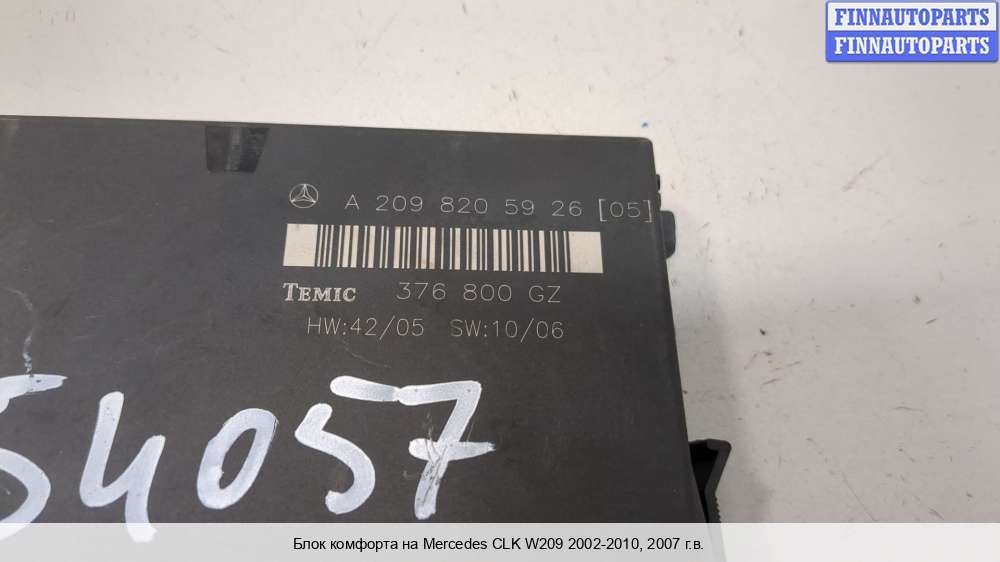 FINNAUTOPARTS
FINNAUTOPARTS
A 209 820 59 26 [05]
TEMIC 376 800 GZ
HW:42/05 SW:10/06
54057
Блок комфорта на Mercedes CLK W209 2002-2010, 2007 г.в.